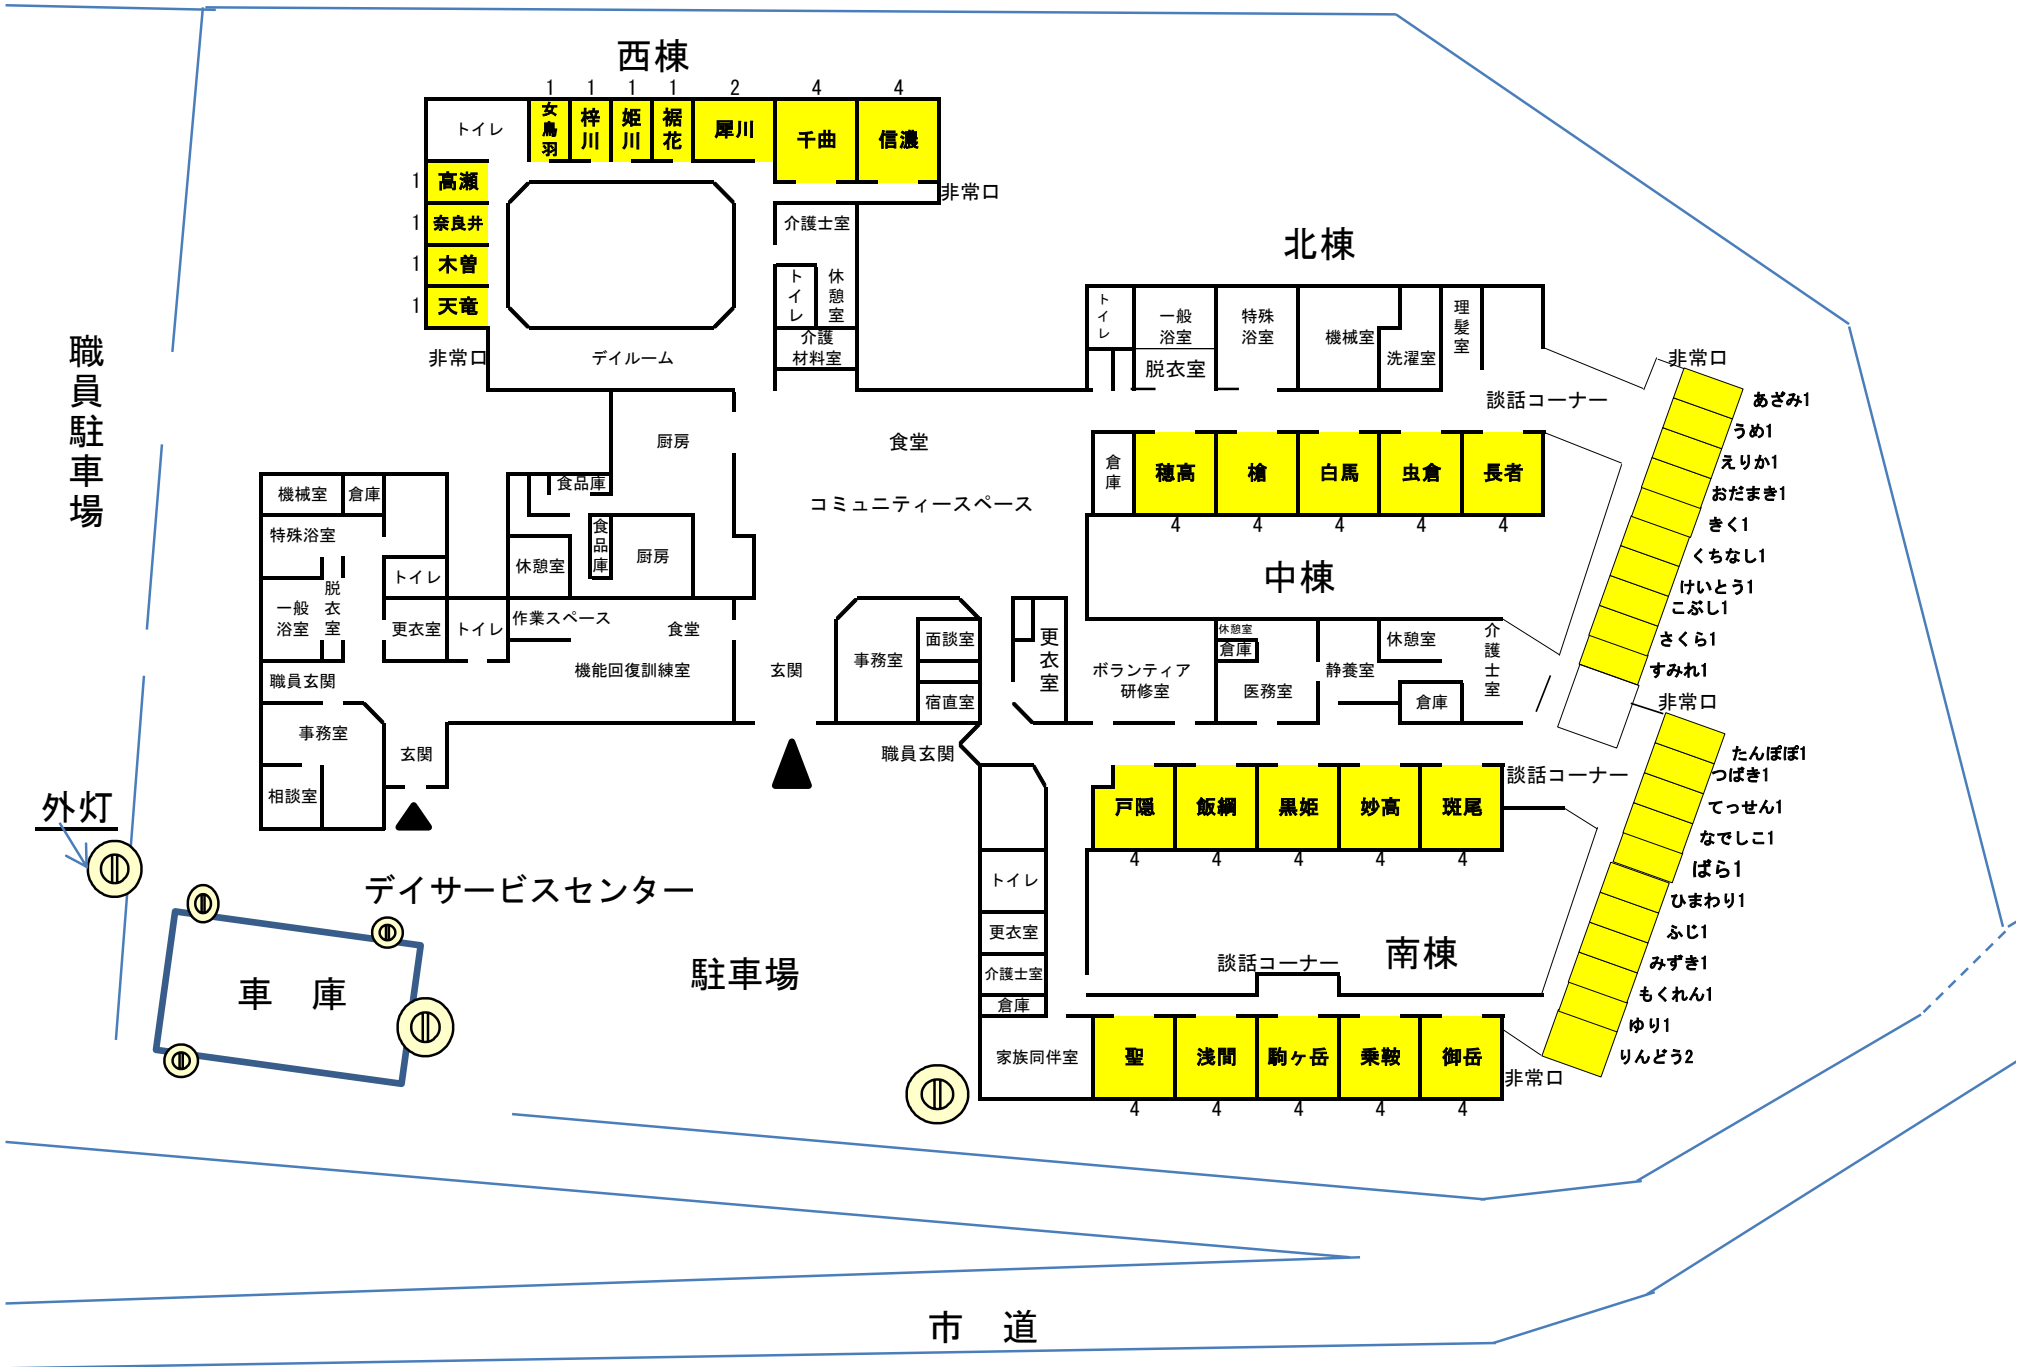 西棟
1
1
1
1
2
4
4
トイレ
女鳥羽
梓川
姫川
裾花
犀川
千曲
信濃
1
高瀬
非常口
1
奈良井
介護士室
1
木曽
トイレ
休憩室
1
天竜
介護
材料室
非常口
デイルーム
北棟
トイレ
一般
浴室
特殊
浴室
機械室
理髪室
洗濯室
脱衣室
非常口
談話コーナー
職員駐車場
厨房
食堂
コミュニティースペース
倉庫
穂高
槍
白馬
虫倉
長者
4
4
4
4
4
あざみ1
うめ1
えりか1
おだまき1
きく1
くちなし1
けいとう1
こぶし1
さくら1
すみれ1
非常口
機械室
倉庫
食品庫
特殊浴室
食品庫
厨房
休憩室
トイレ
脱衣室
一般
浴室
更衣室
トイレ
作業スペース
食堂
機能回復訓練室
職員玄関
事務室
玄関
相談室
玄関
事務室
面談室
宿直室
更衣室
職員玄関
中棟
ボランティア
研修室
休憩室
倉庫
医務室
静養室
休憩室
倉庫
介護士室
談話コーナー
戸隠
飯綱
黒姫
妙高
斑尾
4
4
4
4
4
たんぽぽ1
つばき1
てっせん1
なでしこ1
ばら1
ひまわり1
ふじ1
みずき1
もくれん1
ゆり1
りんどう2
外灯
デイサービスセンター
車 庫
駐車場
トイレ
更衣室
介護士室
倉庫
家族同伴室
南棟
談話コーナー
聖
浅間
駒ヶ岳
乗鞍
御岳
非常口
4
4
4
4
4
市 道